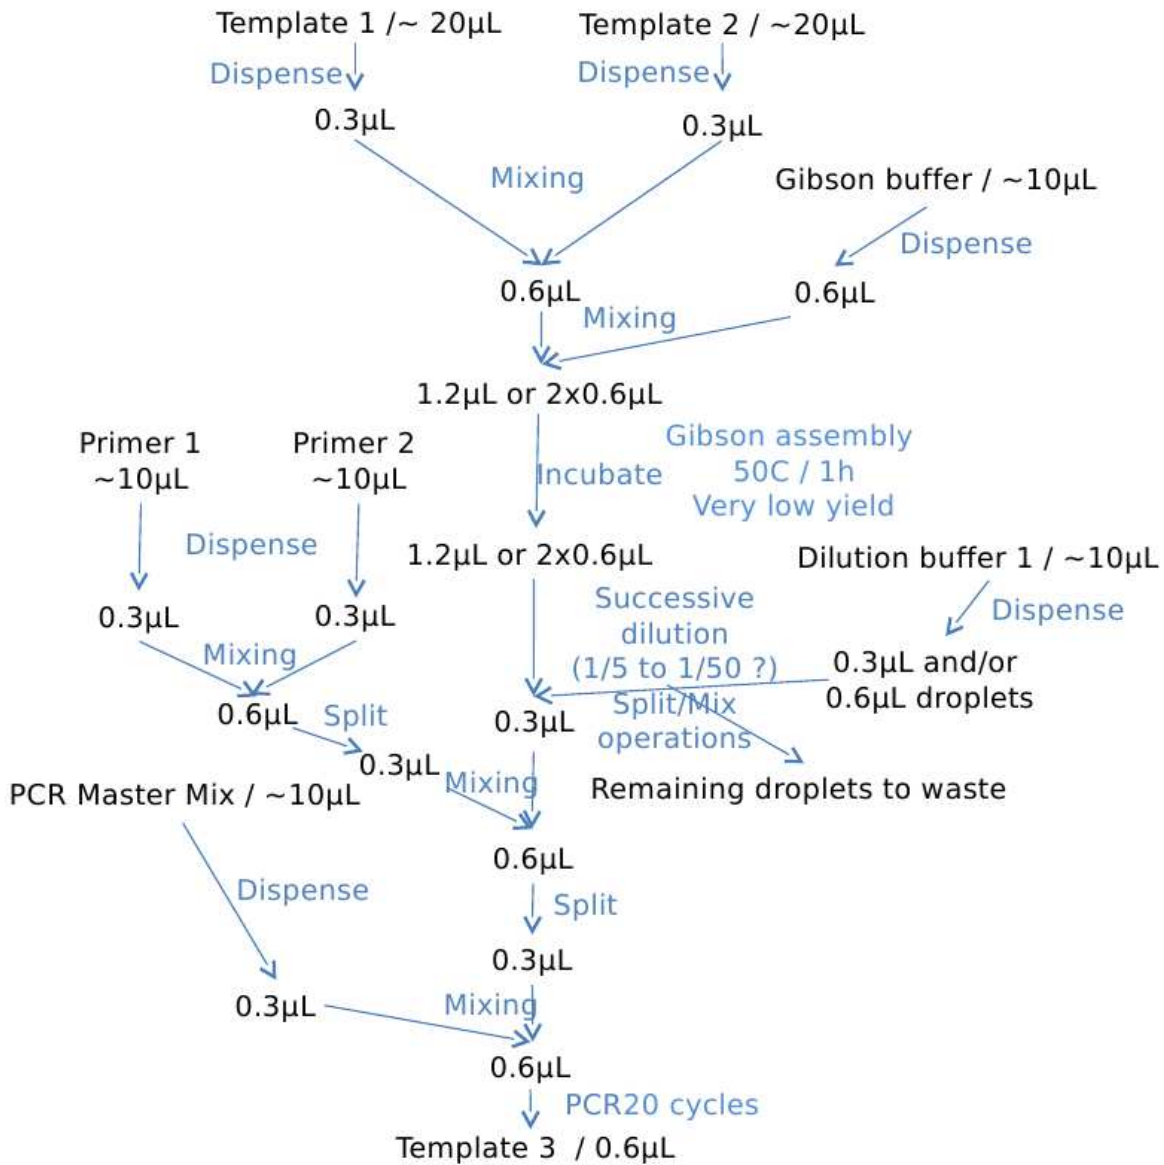 Template 1 /~ 20µL
Template 2 / ~20µL
Dispense
Dispense
0.3µL
0.3µL
Mixing
Gibson buffer / ~10µL
Dispense
0.6µL
0.6µL
Mixing
1.2µL or 2x0.6µL
Primer 1
~10µL
Primer 2
~10µL
Gibson assembly
50C / 1h
Very low yield
Incubate
Dispense
1.2µL or 2x0.6µL
Dilution buffer 1 / ~10µL
Dispense
Successive
dilution
(1/5 to 1/50 ?)
Split/Mix
operations
0.3µL
0.3µL
Mixing
0.3µL and/or
0.6µL droplets
0.6µL
Split
0.3µL
0.3µL
Mixing
Remaining droplets to waste
PCR Master Mix / ~10µL
0.6µL
Dispense
Split
0.3µL
0.3µL
Mixing
0.6µL
PCR20 cycles
Template 3 / 0.6µL